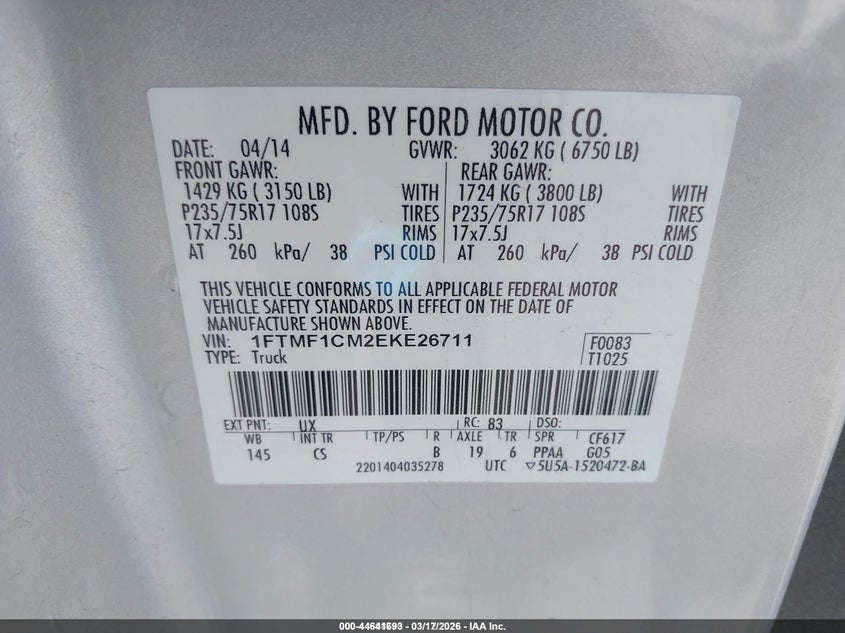 MFD. BY FORD MOTOR CO.
DATE: 04/14 GVWR: 3062 KG ( 6750 LB)
FRONT GAWR: REAR GAWR:
1429 KG ( 3150 LB) WITH 1724 KG ( 3800 LB) WITH
P235/75R17 108S TIRES P235/75R17 108S TIRES
17x7.5J RIMS 17x7.5J RIMS
AT 260 kPa/ 38 PSI COLD AT 260 kPa/ 38 PSI COLD
THIS VEHICLE CONFORMS TO ALL APPLICABLE FEDERAL MOTOR
VEHICLE SAFETY STANDARDS IN EFFECT ON THE DATE OF
MANUFACTURE SHOWN ABOVE.
VIN: 1FTMF1CM2EKE26711 F0083
TYPE: Truck T1025
EXT PNT: UX RC: 83 DSO:
WB INT TR TP/PS R AXLE TR SPR CF617
145 CS B 19 6 PPAA G05
2201404035278 UTC ▽5U5A-1520472-BA
000-44641693 - 03/17/2026 - IAA Inc.